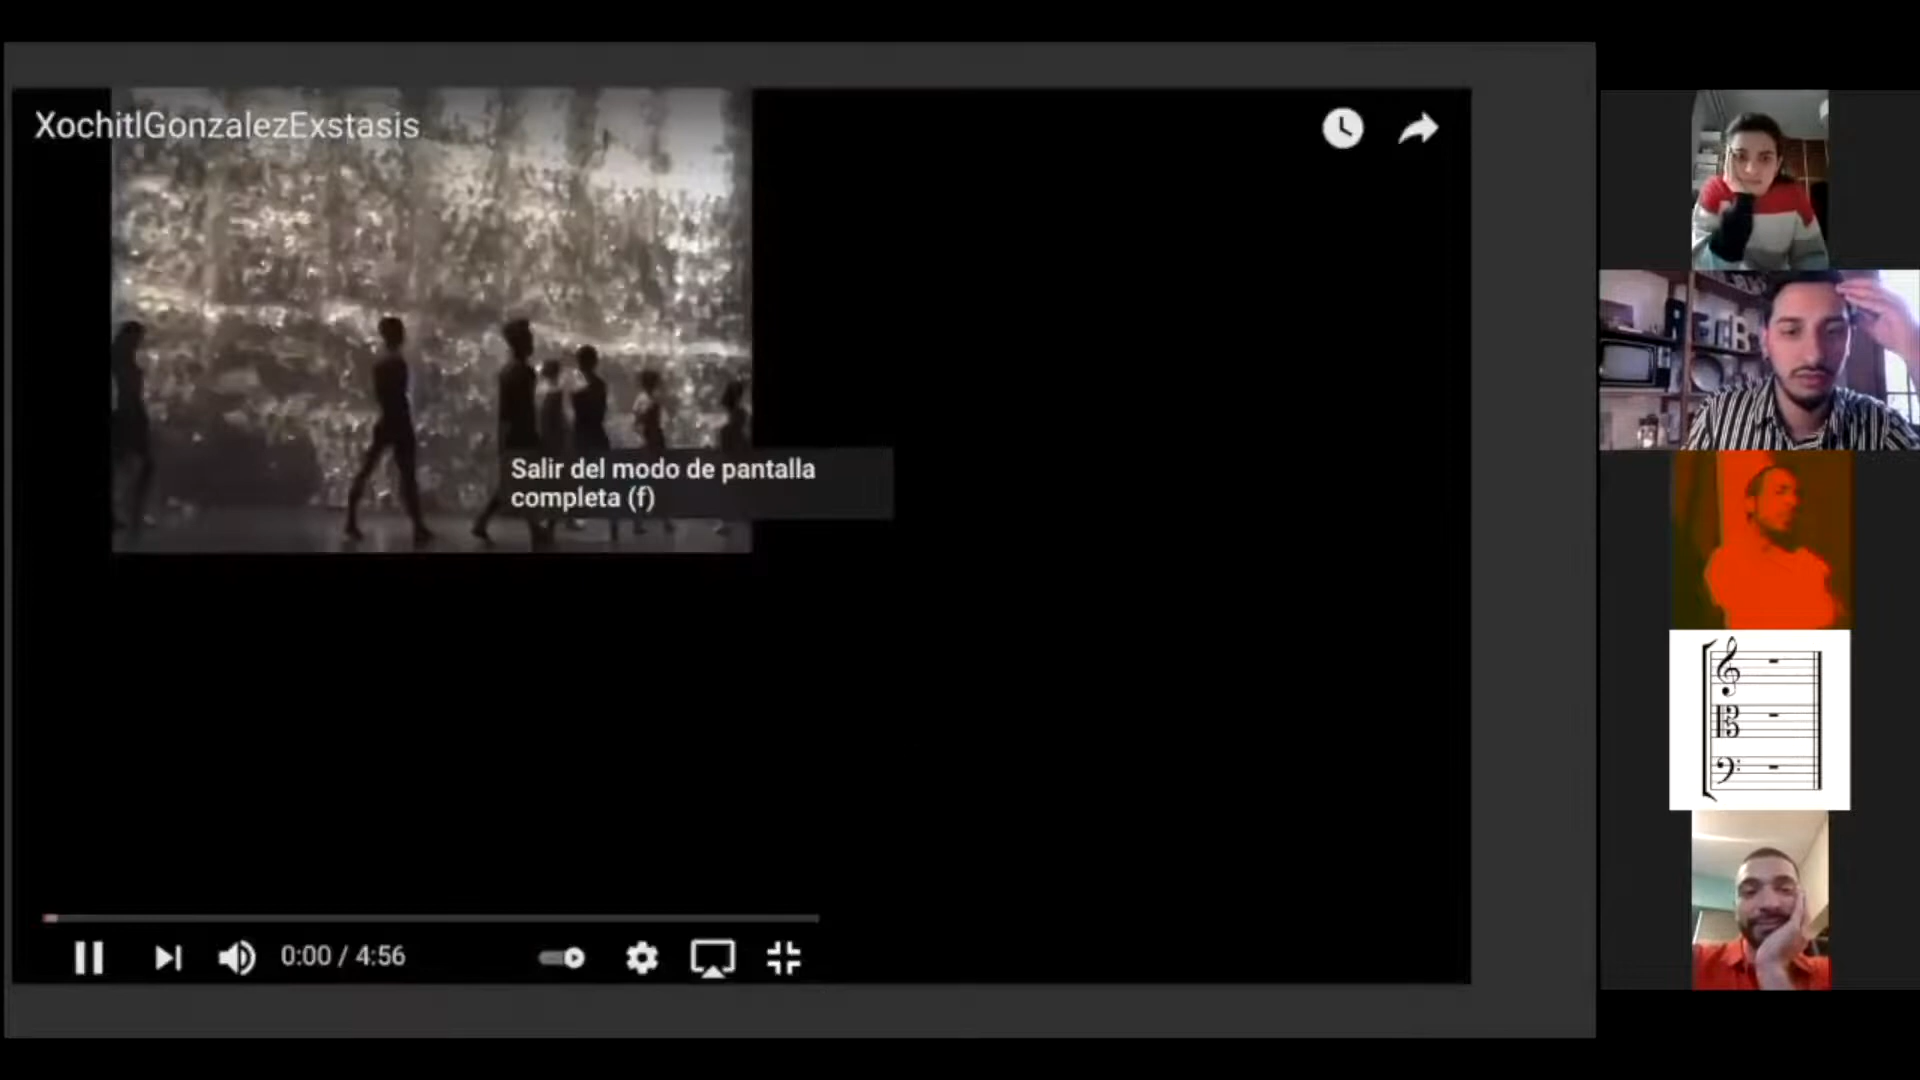 XochitlGonzalezExstasis
Salir del modo de pantalla
completa (f)
0:00 / 4:56